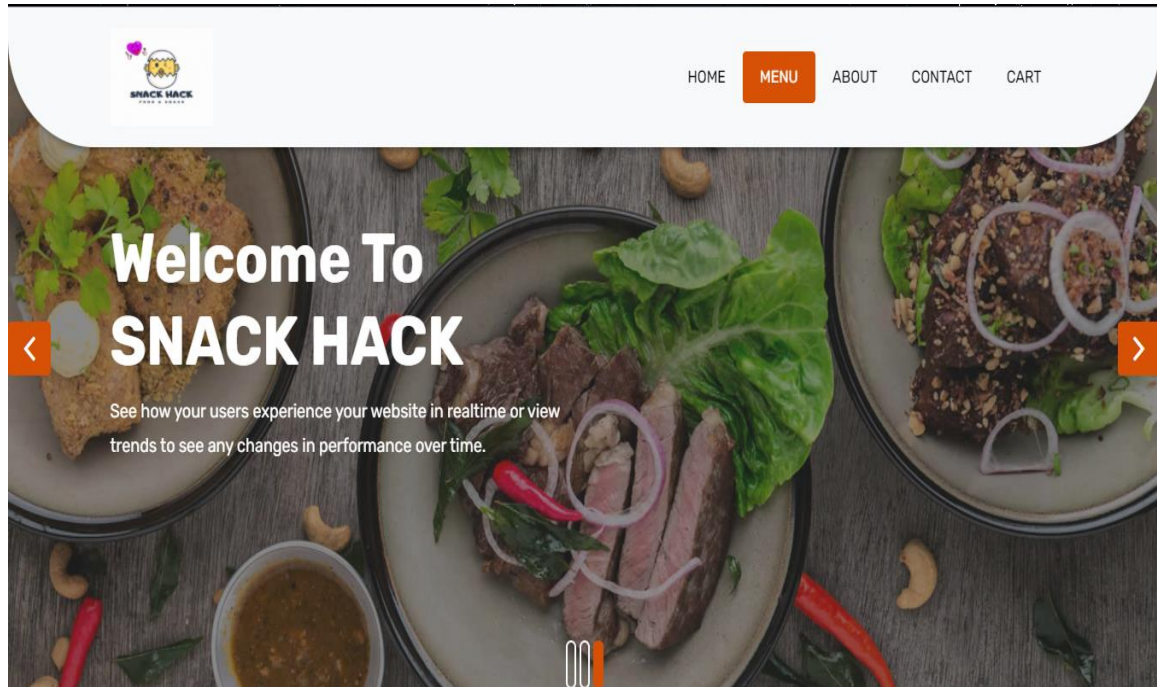 SNACK HACK
FOOD & SNACK
HOME MENU ABOUT CONTACT CART
Welcome To
SNACK HACK
See how your users experience your website in realtime or view
trends to see any changes in performance over time.